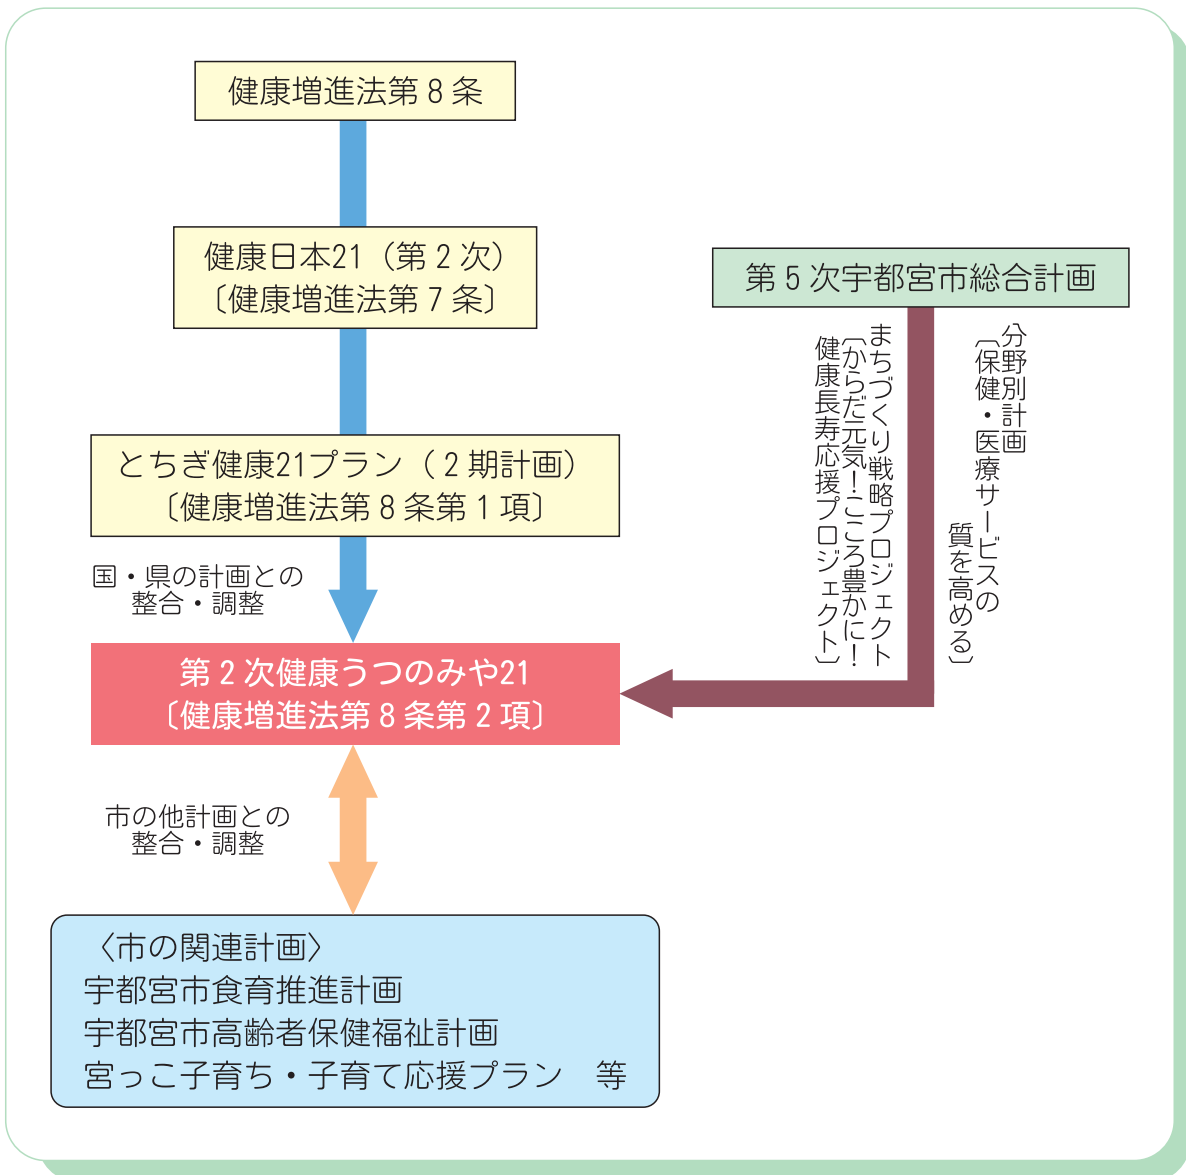 健康増進法第8条
健康日本21（第2次）
〔健康増進法第7条〕
とちぎ健康21プラン（2期計画）
〔健康増進法第8条第1項〕
国・県の計画との
整合・調整
第2次健康うつのみや21
〔健康増進法第8条第2項〕
第5次宇都宮市総合計画
分野別計画
〔保健・医療サービスの
質を高める〕
まちづくり戦略プロジェクト
〔からだ元気！こころ豊かに！
健康長寿応援プロジェクト〕
市の他計画との
整合・調整
〈市の関連計画〉
宇都宮市食育推進計画
宇都宮市高齢者保健福祉計画
宮っこ子育ち・子育て応援プラン　等